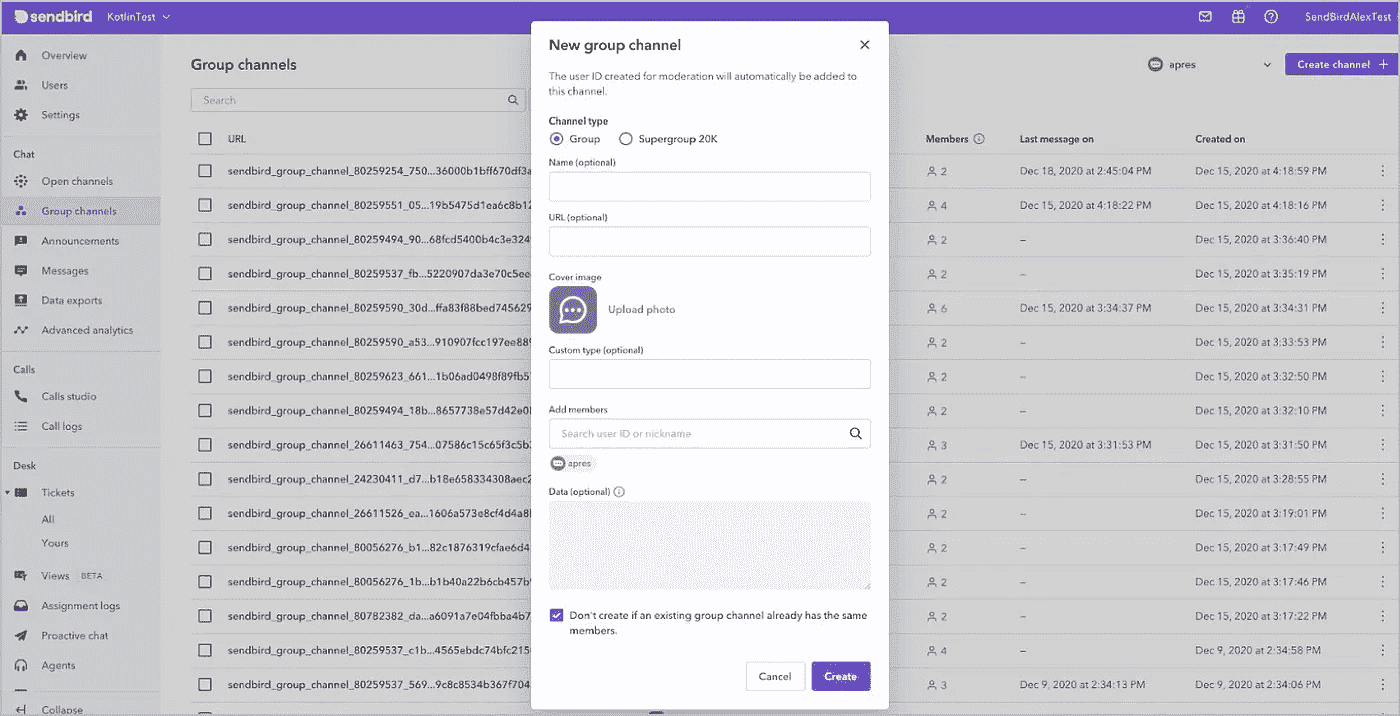 sendbird KotlinTest
SendBirdAlexTest
Overview
Users
Settings
Chat
Open channels
Group channels
Announcements
Messages
Data exports
Advanced analytics
Calls
Calls studio
Call logs
Desk
Tickets
All
Yours
Views BETA
Assignment logs
Proactive chat
Agents
Collapse
Group channels
apres
Create channel +
Search
URL Members Last message on Created on
sendbird_group_channel_80259254_750...36000b1bff670df3a 2 Dec 18, 2020 at 2:45:04 PM Dec 15, 2020 at 4:18:59 PM
sendbird_group_channel_80259551_05...19b5475d1ea6c8b12 4 Dec 15, 2020 at 4:18:22 PM Dec 15, 2020 at 4:18:16 PM
sendbird_group_channel_80259494_90...68fcd5400b4c3e324 2 – Dec 15, 2020 at 3:36:40 PM
sendbird_group_channel_80259537_fb...5220907da3e70c5ee 2 – Dec 15, 2020 at 3:35:19 PM
sendbird_group_channel_80259590_30d...ffa83f88bed745629 6 Dec 15, 2020 at 3:34:37 PM Dec 15, 2020 at 3:34:31 PM
sendbird_group_channel_80259590_a53...910907fcc197ee889 2 – Dec 15, 2020 at 3:33:53 PM
sendbird_group_channel_80259623_661...1b06ad0498f89fb57 2 – Dec 15, 2020 at 3:32:50 PM
sendbird_group_channel_80259494_18b...8657738e57d42e0 2 – Dec 15, 2020 at 3:32:10 PM
sendbird_group_channel_26611463_754...07586c15c65f3c5b 3 Dec 15, 2020 at 3:31:53 PM Dec 15, 2020 at 3:31:50 PM
sendbird_group_channel_24230411_d7...b18e658334308aec2 2 – Dec 15, 2020 at 3:28:55 PM
sendbird_group_channel_26611526_ea...1606a573e8cf4d4a8 2 – Dec 15, 2020 at 3:19:01 PM
sendbird_group_channel_80056276_b1...82c1876319cfae6d4 2 – Dec 15, 2020 at 3:17:49 PM
sendbird_group_channel_80056276_1b...b1b40a22b6cb457b 2 – Dec 15, 2020 at 3:17:46 PM
sendbird_group_channel_80782382_da...a6091a7e04fbba4b7 2 – Dec 15, 2020 at 3:17:22 PM
sendbird_group_channel_80259537_c1b...4565ebdc74bfc215 4 – Dec 9, 2020 at 2:34:58 PM
sendbird_group_channel_80259537_569...9c8c8534b367f704 3 Dec 9, 2020 at 2:34:13 PM Dec 9, 2020 at 2:34:06 PM
New group channel
The user ID created for moderation will automatically be added to
this channel.
Channel type
Group Supergroup 20K
Name (optional)
URL (optional)
Cover image
Upload photo
Custom type (optional)
Add members
Search user ID or nickname
apres
Data (optional)
Don't create if an existing group channel already has the same
members.
Cancel Create